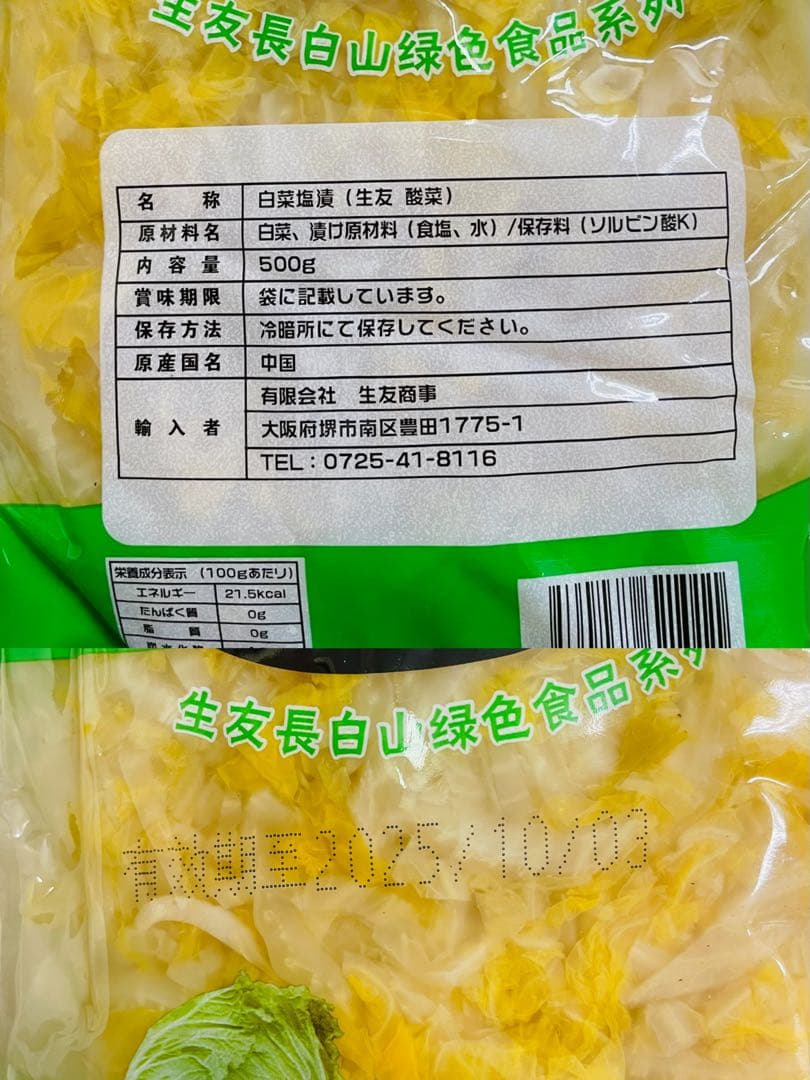 生友長白山绿色食品系列
名 称 白菜塩漬（生友 酸菜）
原材料名 白菜、漬け原材料（食塩、水）/保存料（ソルビン酸K）
内容量 500g
賞味期限 袋に記載しています。
保存方法 冷暗所にて保存してください。
原産国名 中国
輸入者 有限会社 生友商事
大阪府堺市南区豊田1775-1
TEL：0725-41-8116
栄養成分表示（100gあたり）
エネルギー 21.5kcal
たんぱく質 0g
脂 質 0g
生友長白山绿色食品系列
有效期至2025/10/03